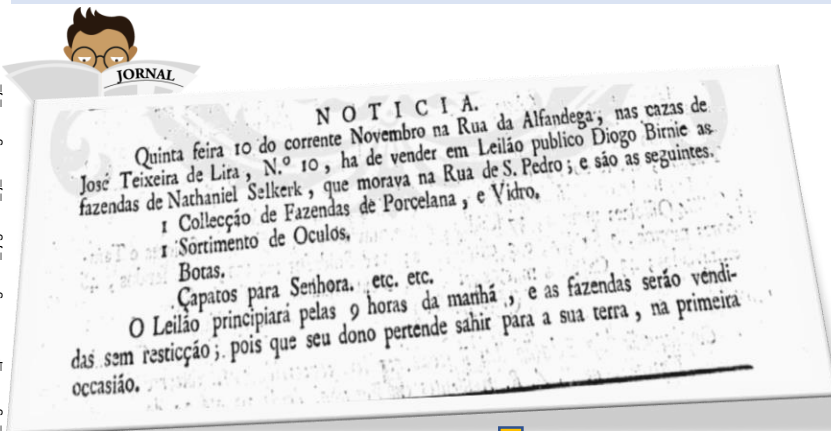 JORNAL
NOTICIA.
Quinta feira 10 do corrente Novembro na Rua da Alfandega, nas cazas de
José Teixeira de Lira, N.º 10, ha de vender em Leilão publico Diogo Birnie as
fazendas de Nathaniel Selkerk, que morava na Rua de S. Pedro; e são as seguintes.
1 Collecção de Fazendas de Porcelana, e Vidro.
1 Sortimento de Oculos.
Botas.
Çapatos para Senhora. etc. etc.
O Leilão principiará pelas 9 horas da manhã, e as fazendas serão vendi-
das sem resticção; pois que seu dono pertende sahir para a sua terra, na primeira
occasião.